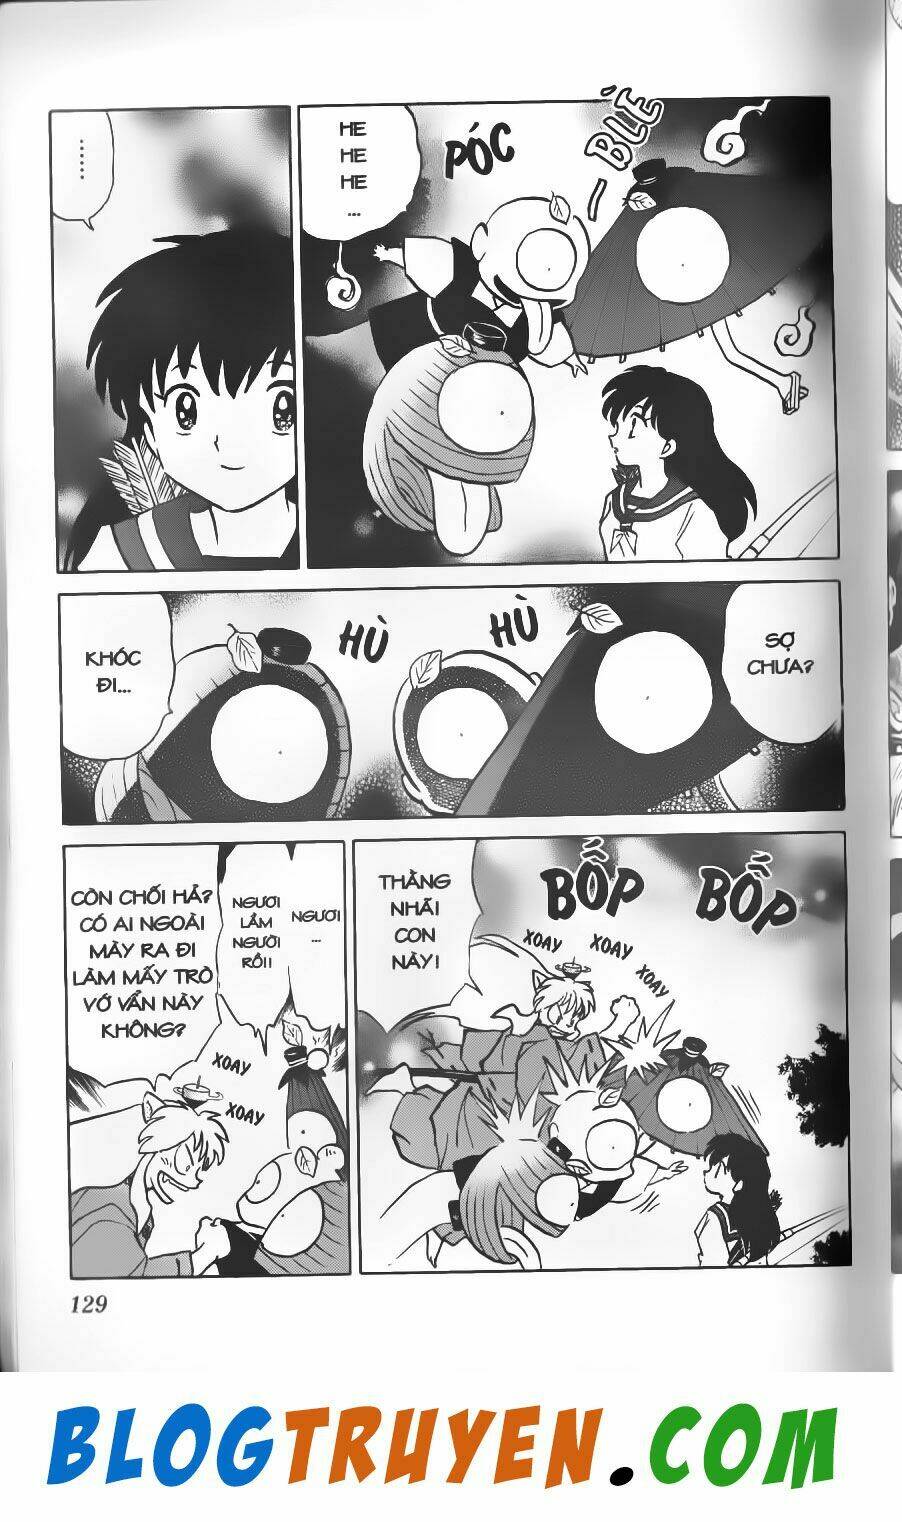 HE
HE
HE
...
PÓC
BLÉ
.......
SỢ
CHƯA?
HÙ
HÙ
KHÓC
ĐI...
THẰNG
NHÃI
CON
NÀY!
BỐP
BỐP
XOAY
XOAY
XOAY
NGƯƠI
...
NGƯƠI
LẦM
NGƯỜI
RỒI!
CÒN CHỐI HẢ?
CÓ AI NGOÀI
MÀY RA ĐI
LÀM MẤY TRÒ
VỚ VẨN NÀY
KHÔNG?
XOAY
XOAY
129
BLOGTRUYEN.COM